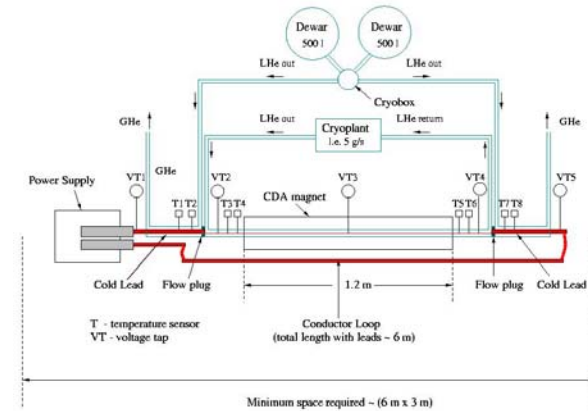 Dewar
500 l
Dewar
500 l
LHe out
LHe out
Cryobox
GHe
GHe
LHe out
Cryoplant
l.e. 5 g/s
LHe return
GHe
Power Supply
VT1
VT2
CDA magnet
VT3
VT4
VT5
T1 T2
T3 T4
T5 T6
T7 T8
Cold Lead
Flow plug
1.2 m
Flow plug
Cold Lead
T - temperature sensor
VT - voltage tap
Conductor Loop
(total length with leads ~ 6 m)
Minimum space required ~ (6 m x 3 m)